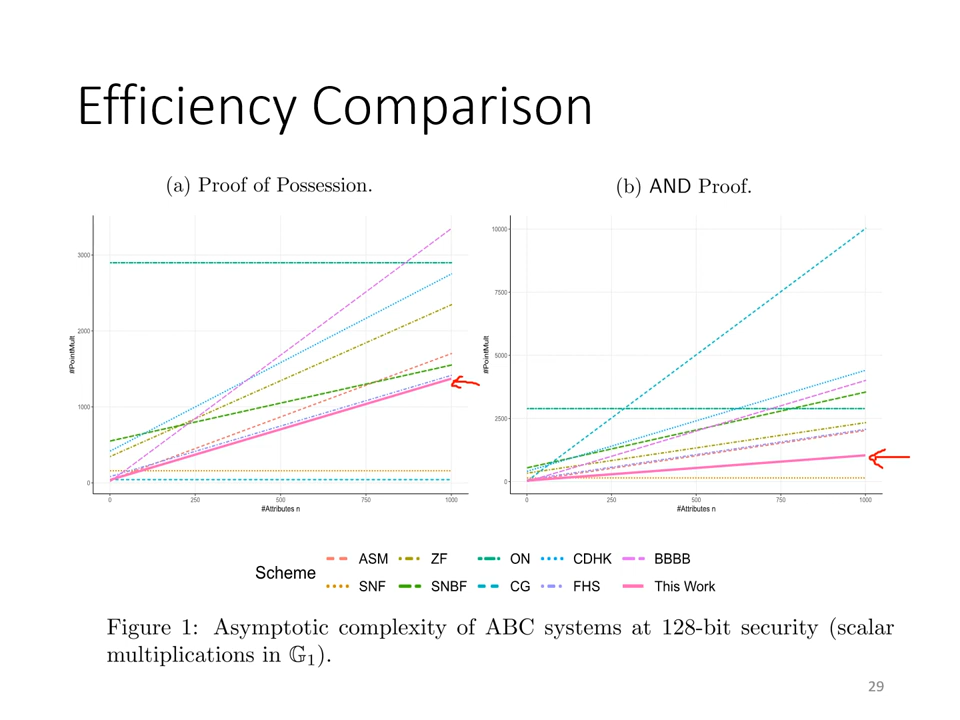 Efficiency Comparison
(a) Proof of Possession.
(b) AND Proof.
#PointMult
3000
2000
1000
0
0 250 500 750 1000
#Attributes n
#PointMult
10000
7500
5000
2500
0
0 250 500 750 1000
#Attributes n
Scheme
ASM ZF ON CDHK BBBB
SNF SNBF CG FHS This Work
Figure 1: Asymptotic complexity of ABC systems at 128-bit security (scalar
multiplications in 𝔾₁).
29